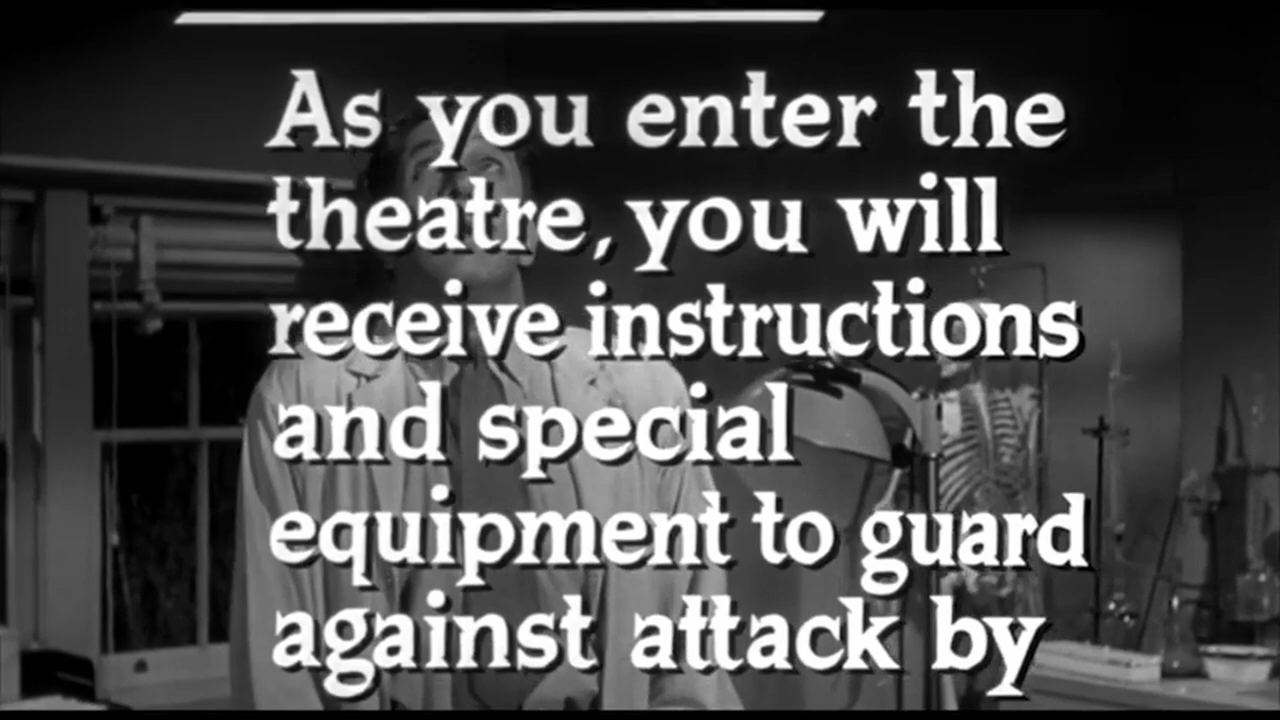 As you enter the
theatre, you will
receive instructions
and special
equipment to guard
against attack by